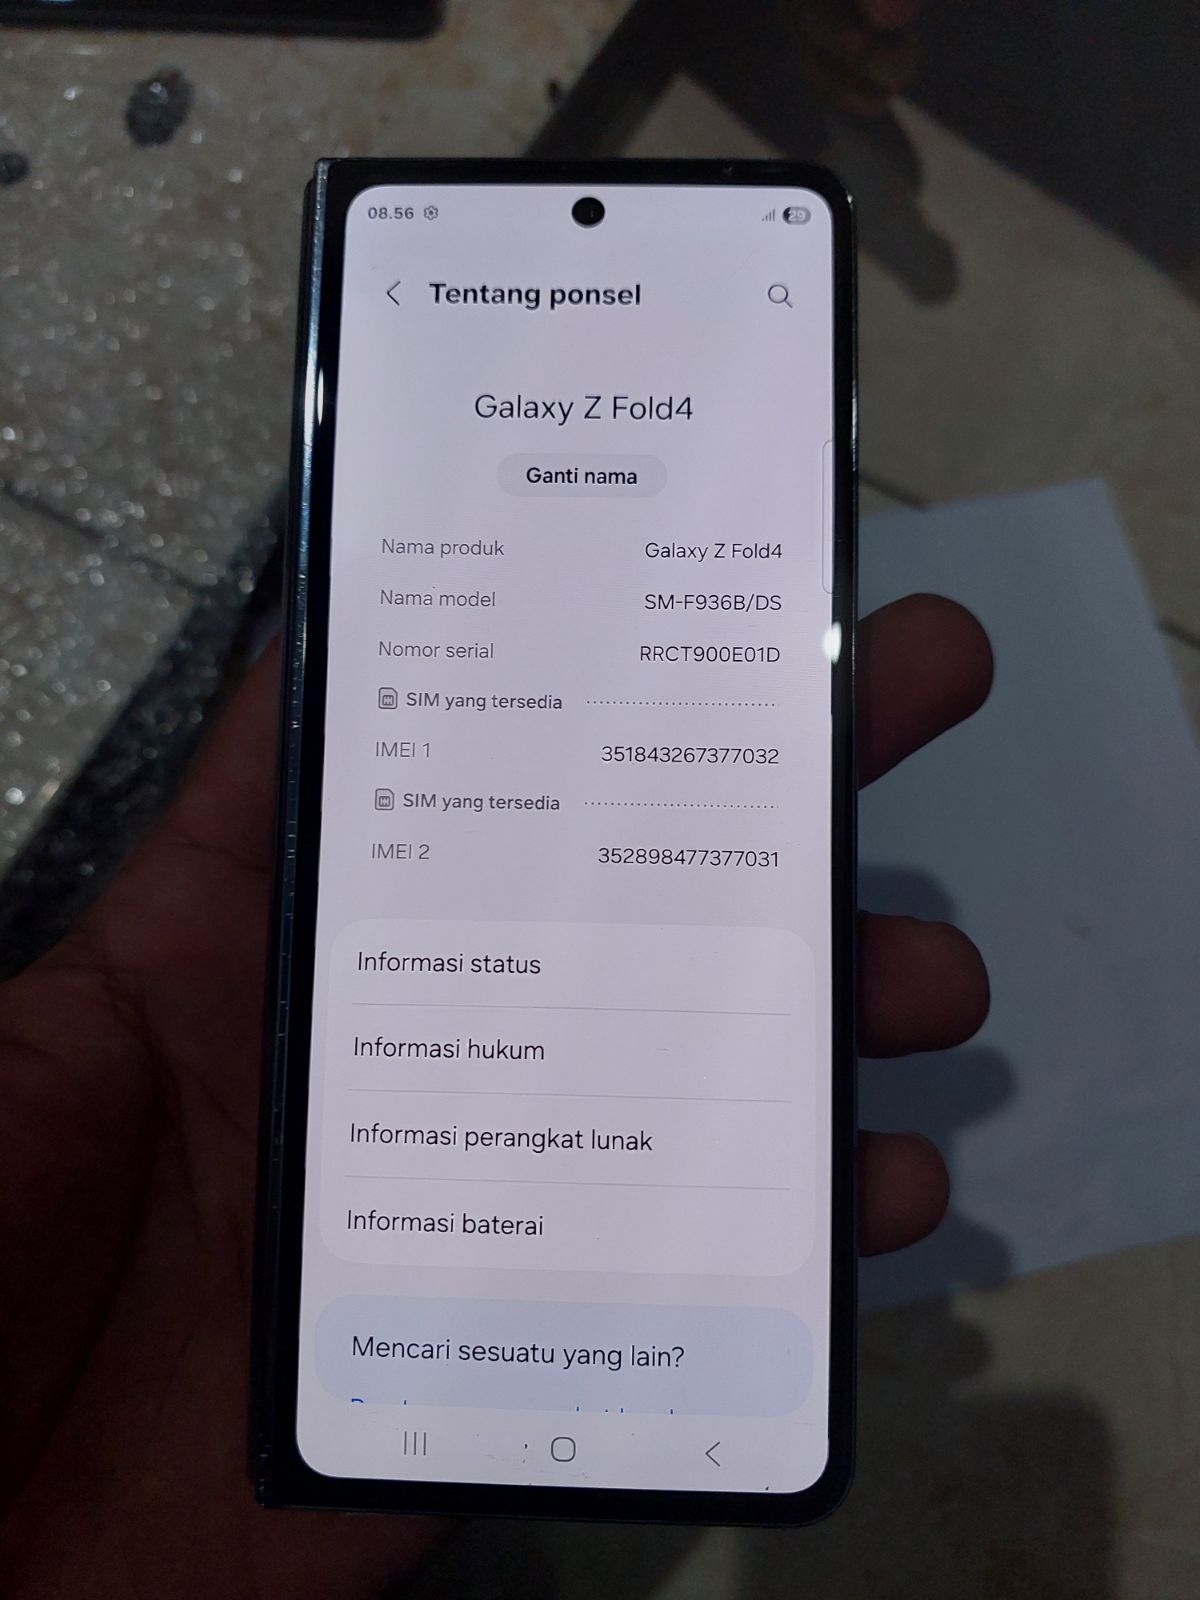 08.56
29
Tentang ponsel
Galaxy Z Fold4
Ganti nama
Nama produk Galaxy Z Fold4
Nama model SM-F936B/DS
Nomor serial RRCT900E01D
SIM yang tersedia
IMEI 1 351843267377032
SIM yang tersedia
IMEI 2 352898477377031
Informasi status
Informasi hukum
Informasi perangkat lunak
Informasi baterai
Mencari sesuatu yang lain?